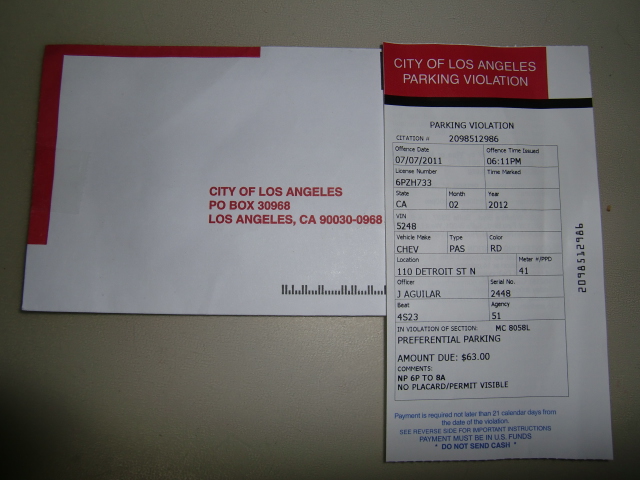 CITY OF LOS ANGELES
PO BOX 30968
LOS ANGELES, CA 90030-0968
CITY OF LOS ANGELES
PARKING VIOLATION
PARKING VIOLATION
CITATION # 2098512986
Offence Date Offence Time Issued
07/07/2011 06:11PM
License Number Time Marked
6PZH733
State Month Year
CA 02 2012
VIN
5248
Vehicle Make Type Color
CHEV PAS RD
Location Meter #/PPD
110 DETROIT ST N 41
Officer Serial No.
J AGUILAR 2448
Beat Agency
4S23 51
IN VIOLATION OF SECTION: MC 8058L
PREFERENTIAL PARKING
AMOUNT DUE: $63.00
COMMENTS:
NP 6P TO 8A
NO PLACARD/PERMIT VISIBLE
Payment is required not later than 21 calendar days from
the date of the violation.
SEE REVERSE SIDE FOR IMPORTANT INSTRUCTIONS
PAYMENT MUST BE IN U.S. FUNDS
* DO NOT SEND CASH *
2098512986